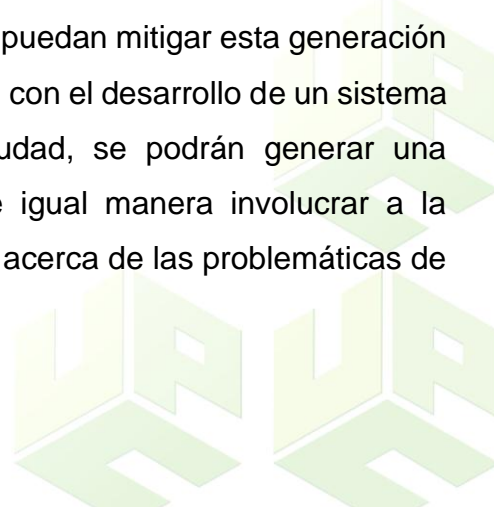 puedan mitigar esta generación
con el desarrollo de un sistema
udad, se podrán generar una
igual manera involucrar a la
acerca de las problemáticas de